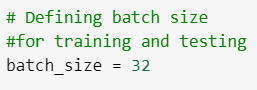 # Defining batch size
#for training and testing
batch_size = 32